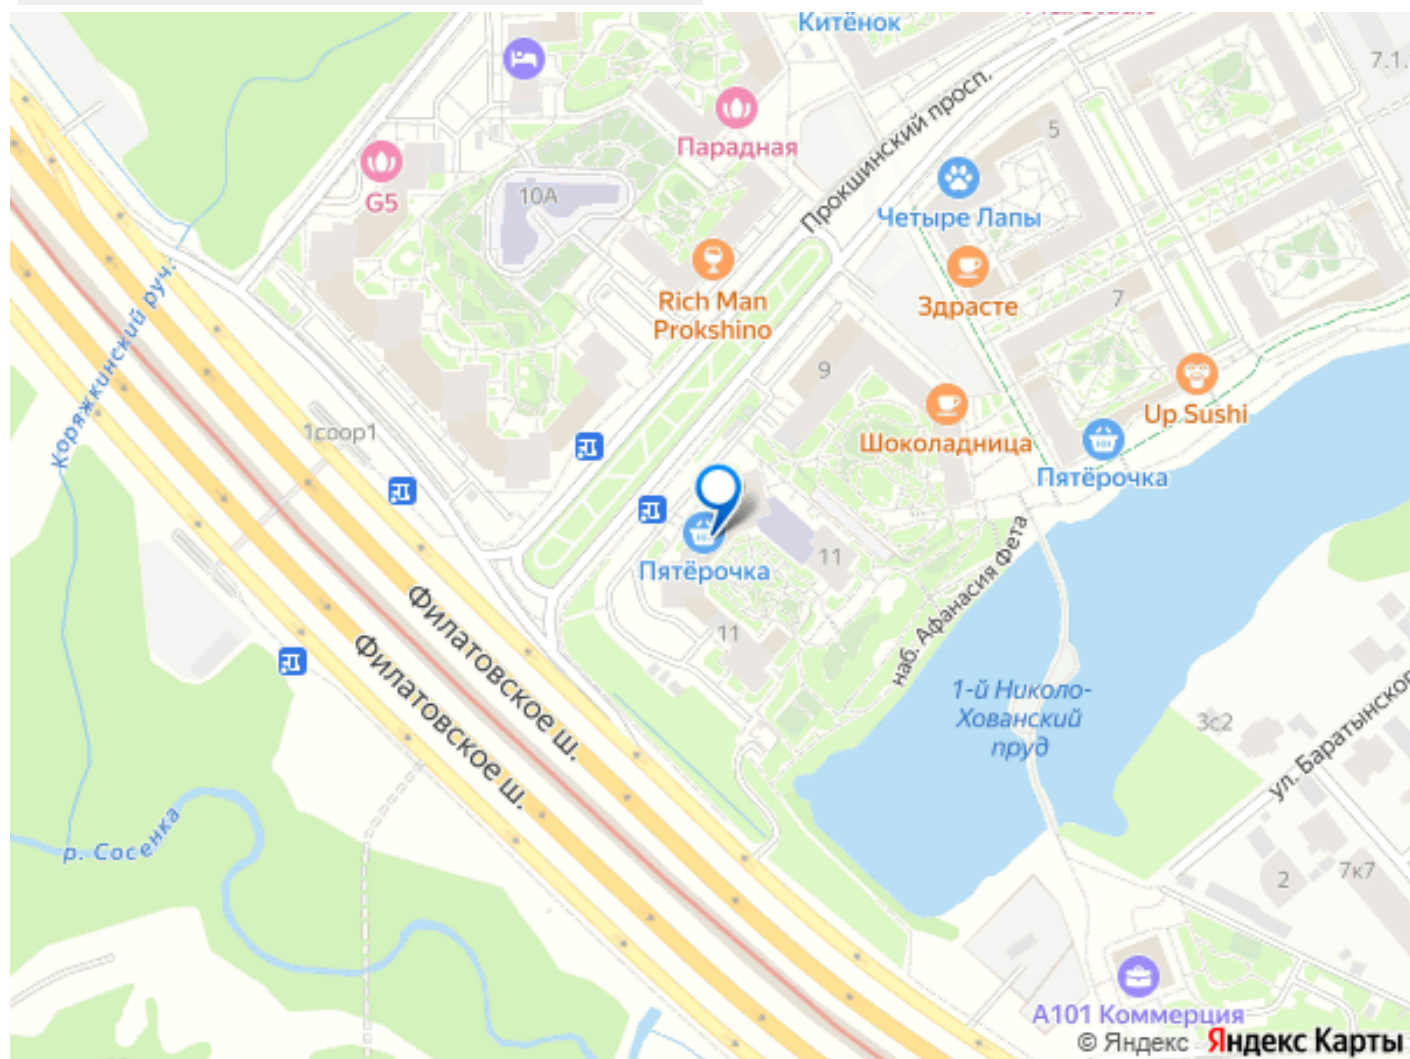 Китёнок
7.1.
Прокшинский просп.
5
Парадная
G5
10А
Четыре Лапы
Rich Man
Prokshino
Здрасте
7
Коряжкинский руч.
9
Up Sushi
1соор1
Шоколадница
Пятёрочка
Пятёрочка
11
11
наб. Афанасия Фета
Филатовское ш.
Филатовское ш.
1-й Николо-
Хованский
пруд
3с2
ул. Баратынског
р. Сосенка
2
7к7
А101 Коммерция
© Яндекс Яндекс Карты